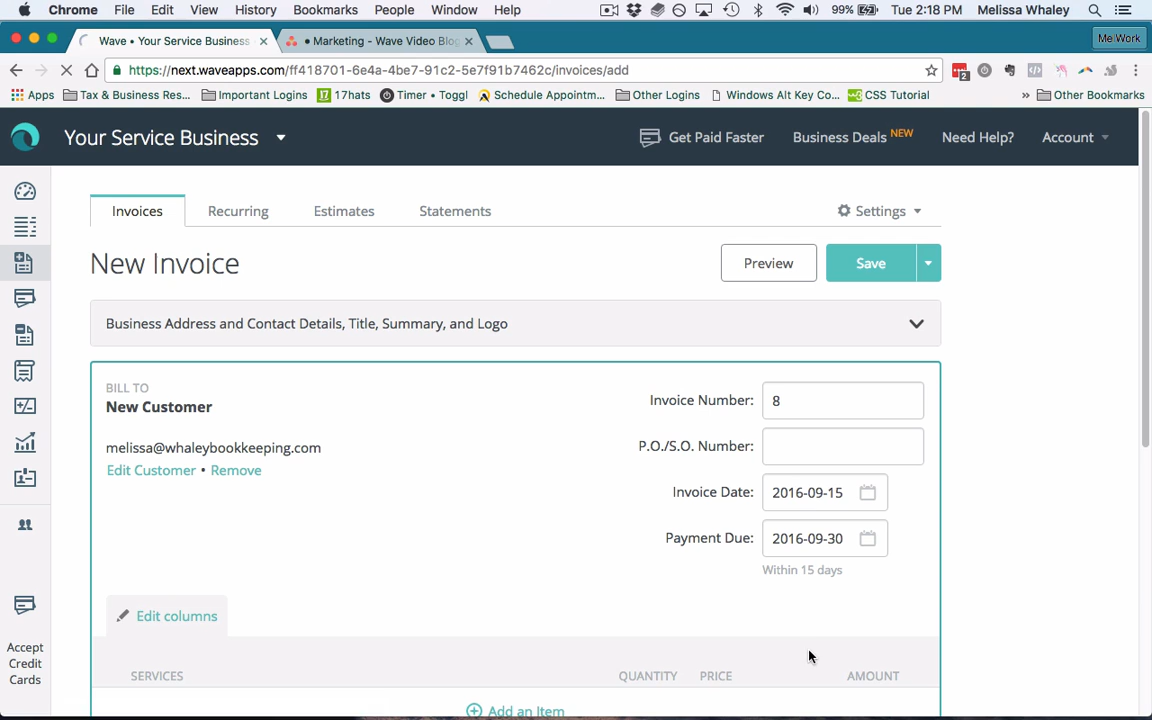 Chrome File Edit View History Bookmarks People Window Help 99% Tue 2:18 PM Melissa Whaley
Wave • Your Service Business × • Marketing - Wave Video Blog × Me Work
https://next.waveapps.com/ff418701-6e4a-4be7-91c2-5e7f91b7462c/invoices/add 2
Apps Tax & Business Res... Important Logins 17 17hats Timer • Toggl Schedule Appointm... Other Logins Windows Alt Key Co... CSS Tutorial » Other Bookmarks
Your Service Business Get Paid Faster Business Deals NEW Need Help? Account
Invoices Recurring Estimates Statements Settings
New Invoice Preview Save
Business Address and Contact Details, Title, Summary, and Logo
BILL TO
New Customer
melissa@whaleybookkeeping.com
Edit Customer • Remove
Invoice Number: 8
P.O./S.O. Number:
Invoice Date: 2016-09-15
Payment Due: 2016-09-30
Within 15 days
Edit columns
SERVICES QUANTITY PRICE AMOUNT
Add an Item
Accept
Credit
Cards